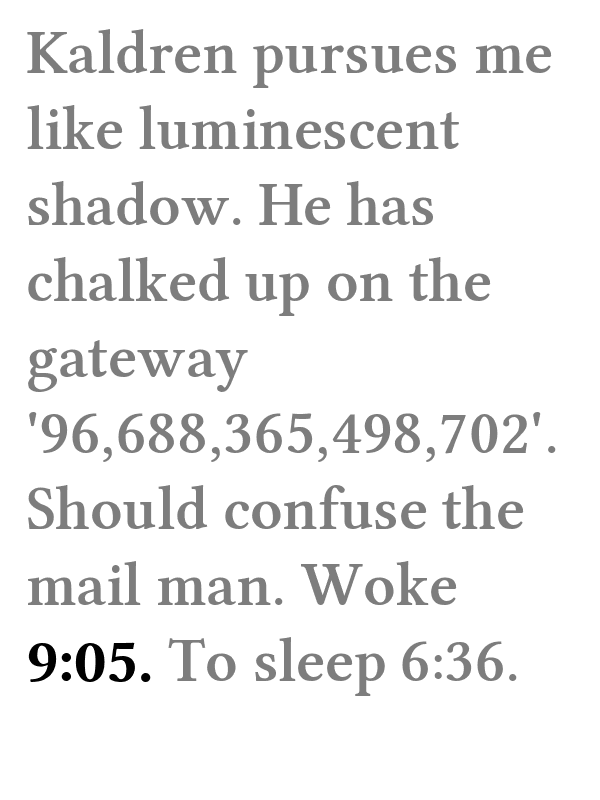 Kaldren pursues me
like luminescent
shadow. He has
chalked up on the
gateway
'96,688,365,498,702'.
Should confuse the
mail man. Woke
9:05. To sleep 6:36.